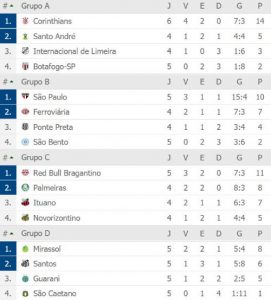 # Grupo A J V E D G P
1. Corinthians 6 4 2 0 7:3 14
2. Santo André 4 1 2 1 4:4 5
3. Internacional de Limeira 4 1 0 3 1:6 3
4. Botafogo-SP 5 0 2 3 1:8 2
# Grupo B J V E D G P
1. São Paulo 5 3 1 1 15:4 10
2. Ferroviária 4 2 1 1 7:3 7
3. Ponte Preta 4 1 1 2 3:4 4
4. São Bento 5 0 3 2 3:6 3
# Grupo C J V E D G P
1. Red Bull Bragantino 5 3 2 0 7:3 11
2. Palmeiras 4 2 2 0 8:3 8
3. Ituano 4 2 1 1 6:3 7
4. Novorizontino 4 1 2 1 5:4 5
# Grupo D J V E D G P
1. Mirassol 5 2 2 1 5:4 8
2. Santos 5 1 3 1 5:8 6
3. Guarani 5 1 2 2 2:5 5
4. São Caetano 5 0 1 4 1:11 1